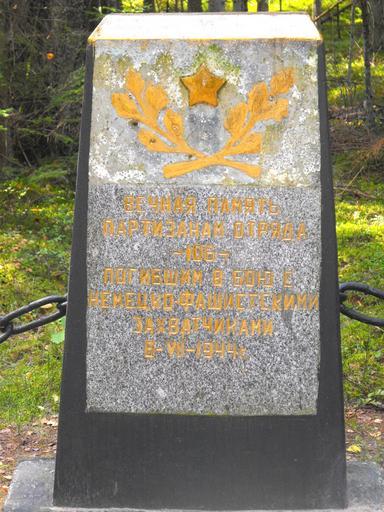 ВЕЧНАЯ ПАМЯТЬ
ПАРТИЗАНАМ ОТРЯДА
-106-
ПОГИБШИМ В БОЮ С
НЕМЕЦКО-ФАШИСТСКИМИ
ЗАХВАТЧИКАМИ
8-VII-1944г.